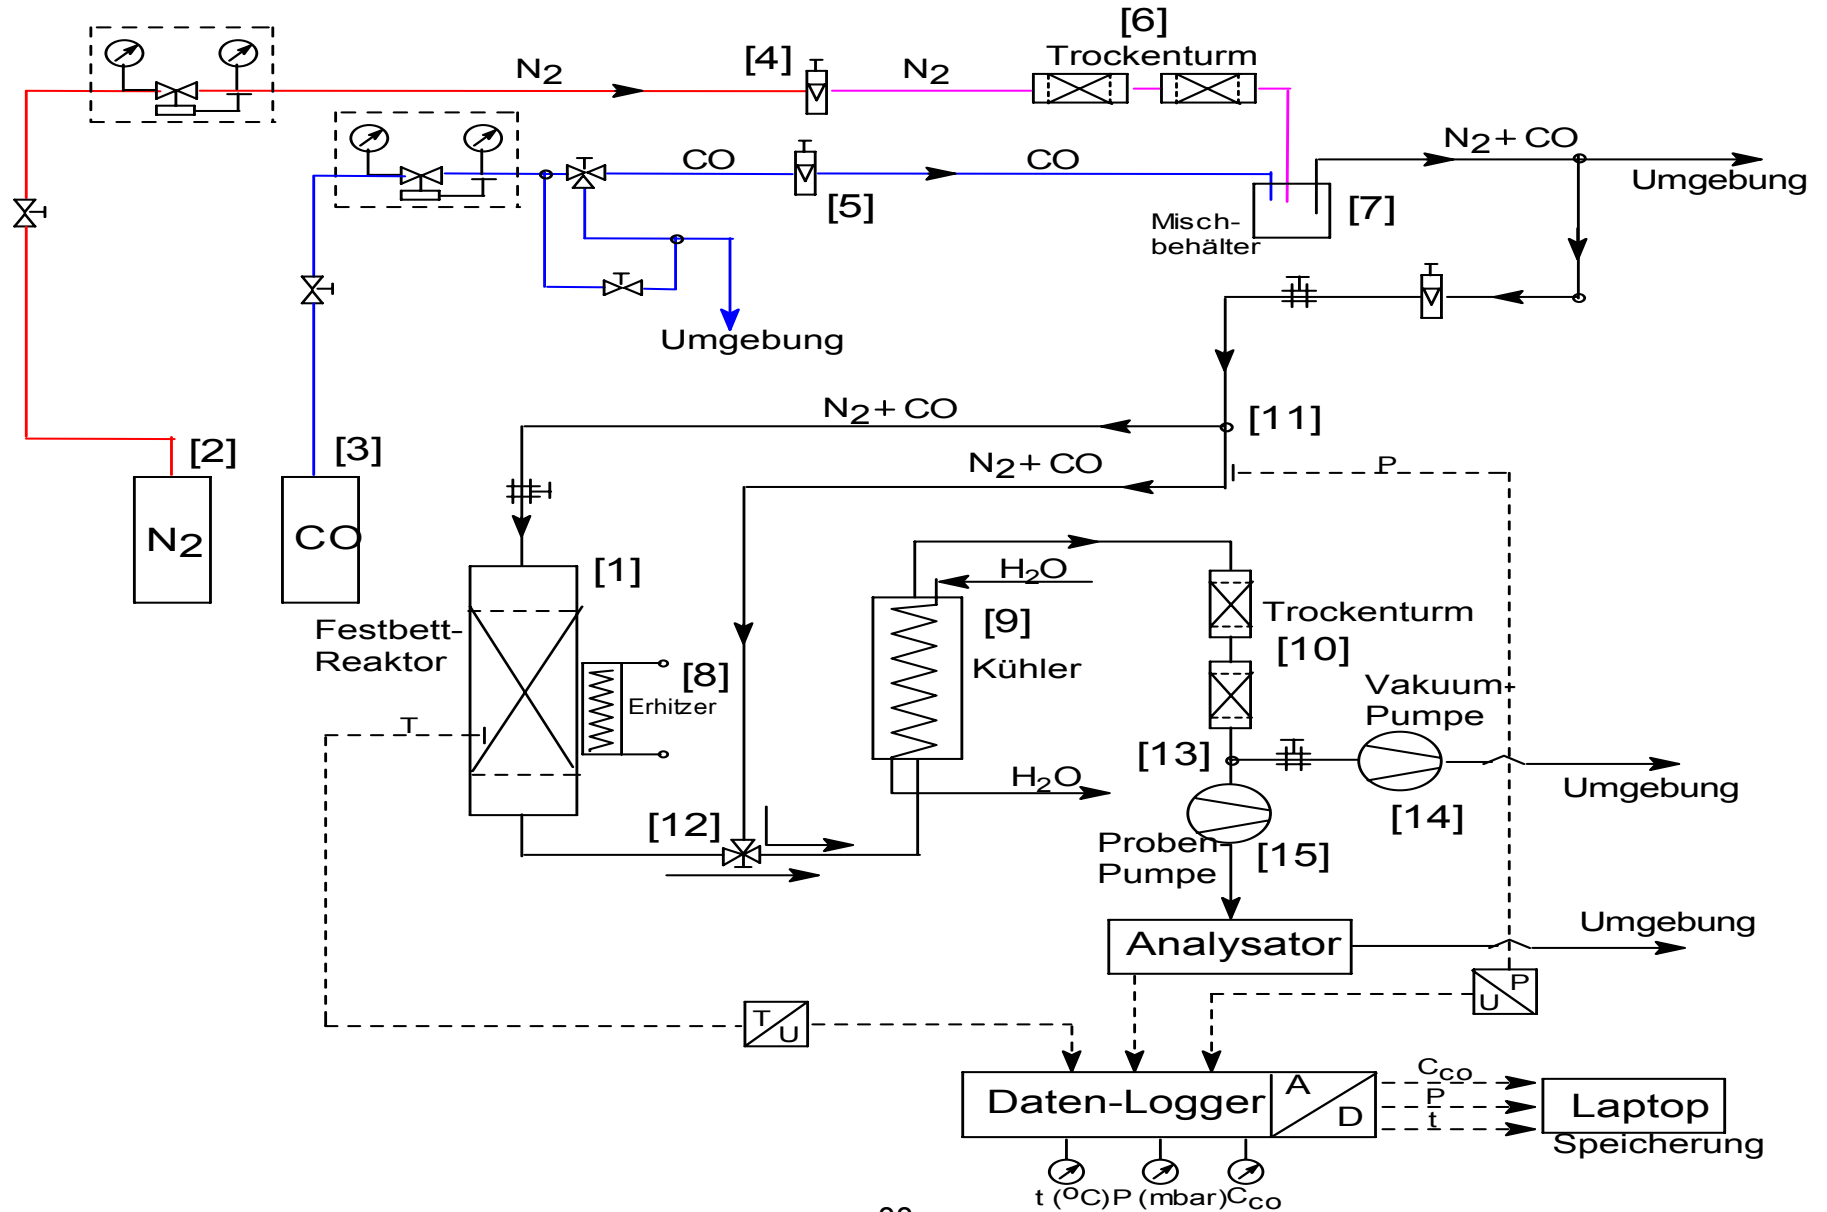 [6]
Trockenturm
N2
[4]
N2
CO
[5]
CO
N2 + CO
Umgebung
Misch-
behälter
[7]
Umgebung
N2 + CO
[11]
N2 + CO
P
[2]
[3]
N2
CO
[1]
Festbett-
Reaktor
[8]
Erhitzer
T
H2O
[9]
Kühler
H2O
Trockenturm
[10]
Vakuum-
Pumpe
[13]
[14]
Umgebung
[12]
Proben-
Pumpe
[15]
Analysator
Umgebung
T
U
P
U
Daten-Logger
A
D
Cco
P
t
Laptop
Speicherung
t (oC) P (mbar) Cco